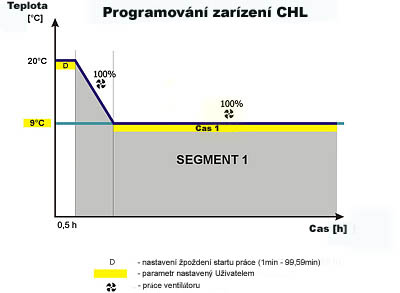 Programování zarízení CHL
Teplota
[°C]
20°C
D
100%
100%
9°C
Cas 1
SEGMENT 1
0,5 h
Cas [h]
D - nastavení žpoždení startu práce (1min - 99,59min)
- parametr nastavený Uživatelem
- práce ventilátoru